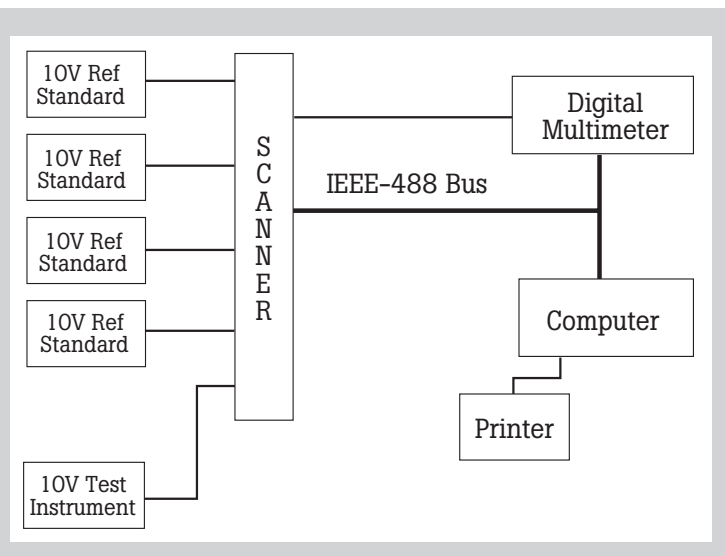 10V Ref
Standard
10V Ref
Standard
10V Ref
Standard
10V Ref
Standard
10V Test
Instrument
S
C
A
N
N
E
R
IEEE-488 Bus
Digital
Multimeter
Computer
Printer